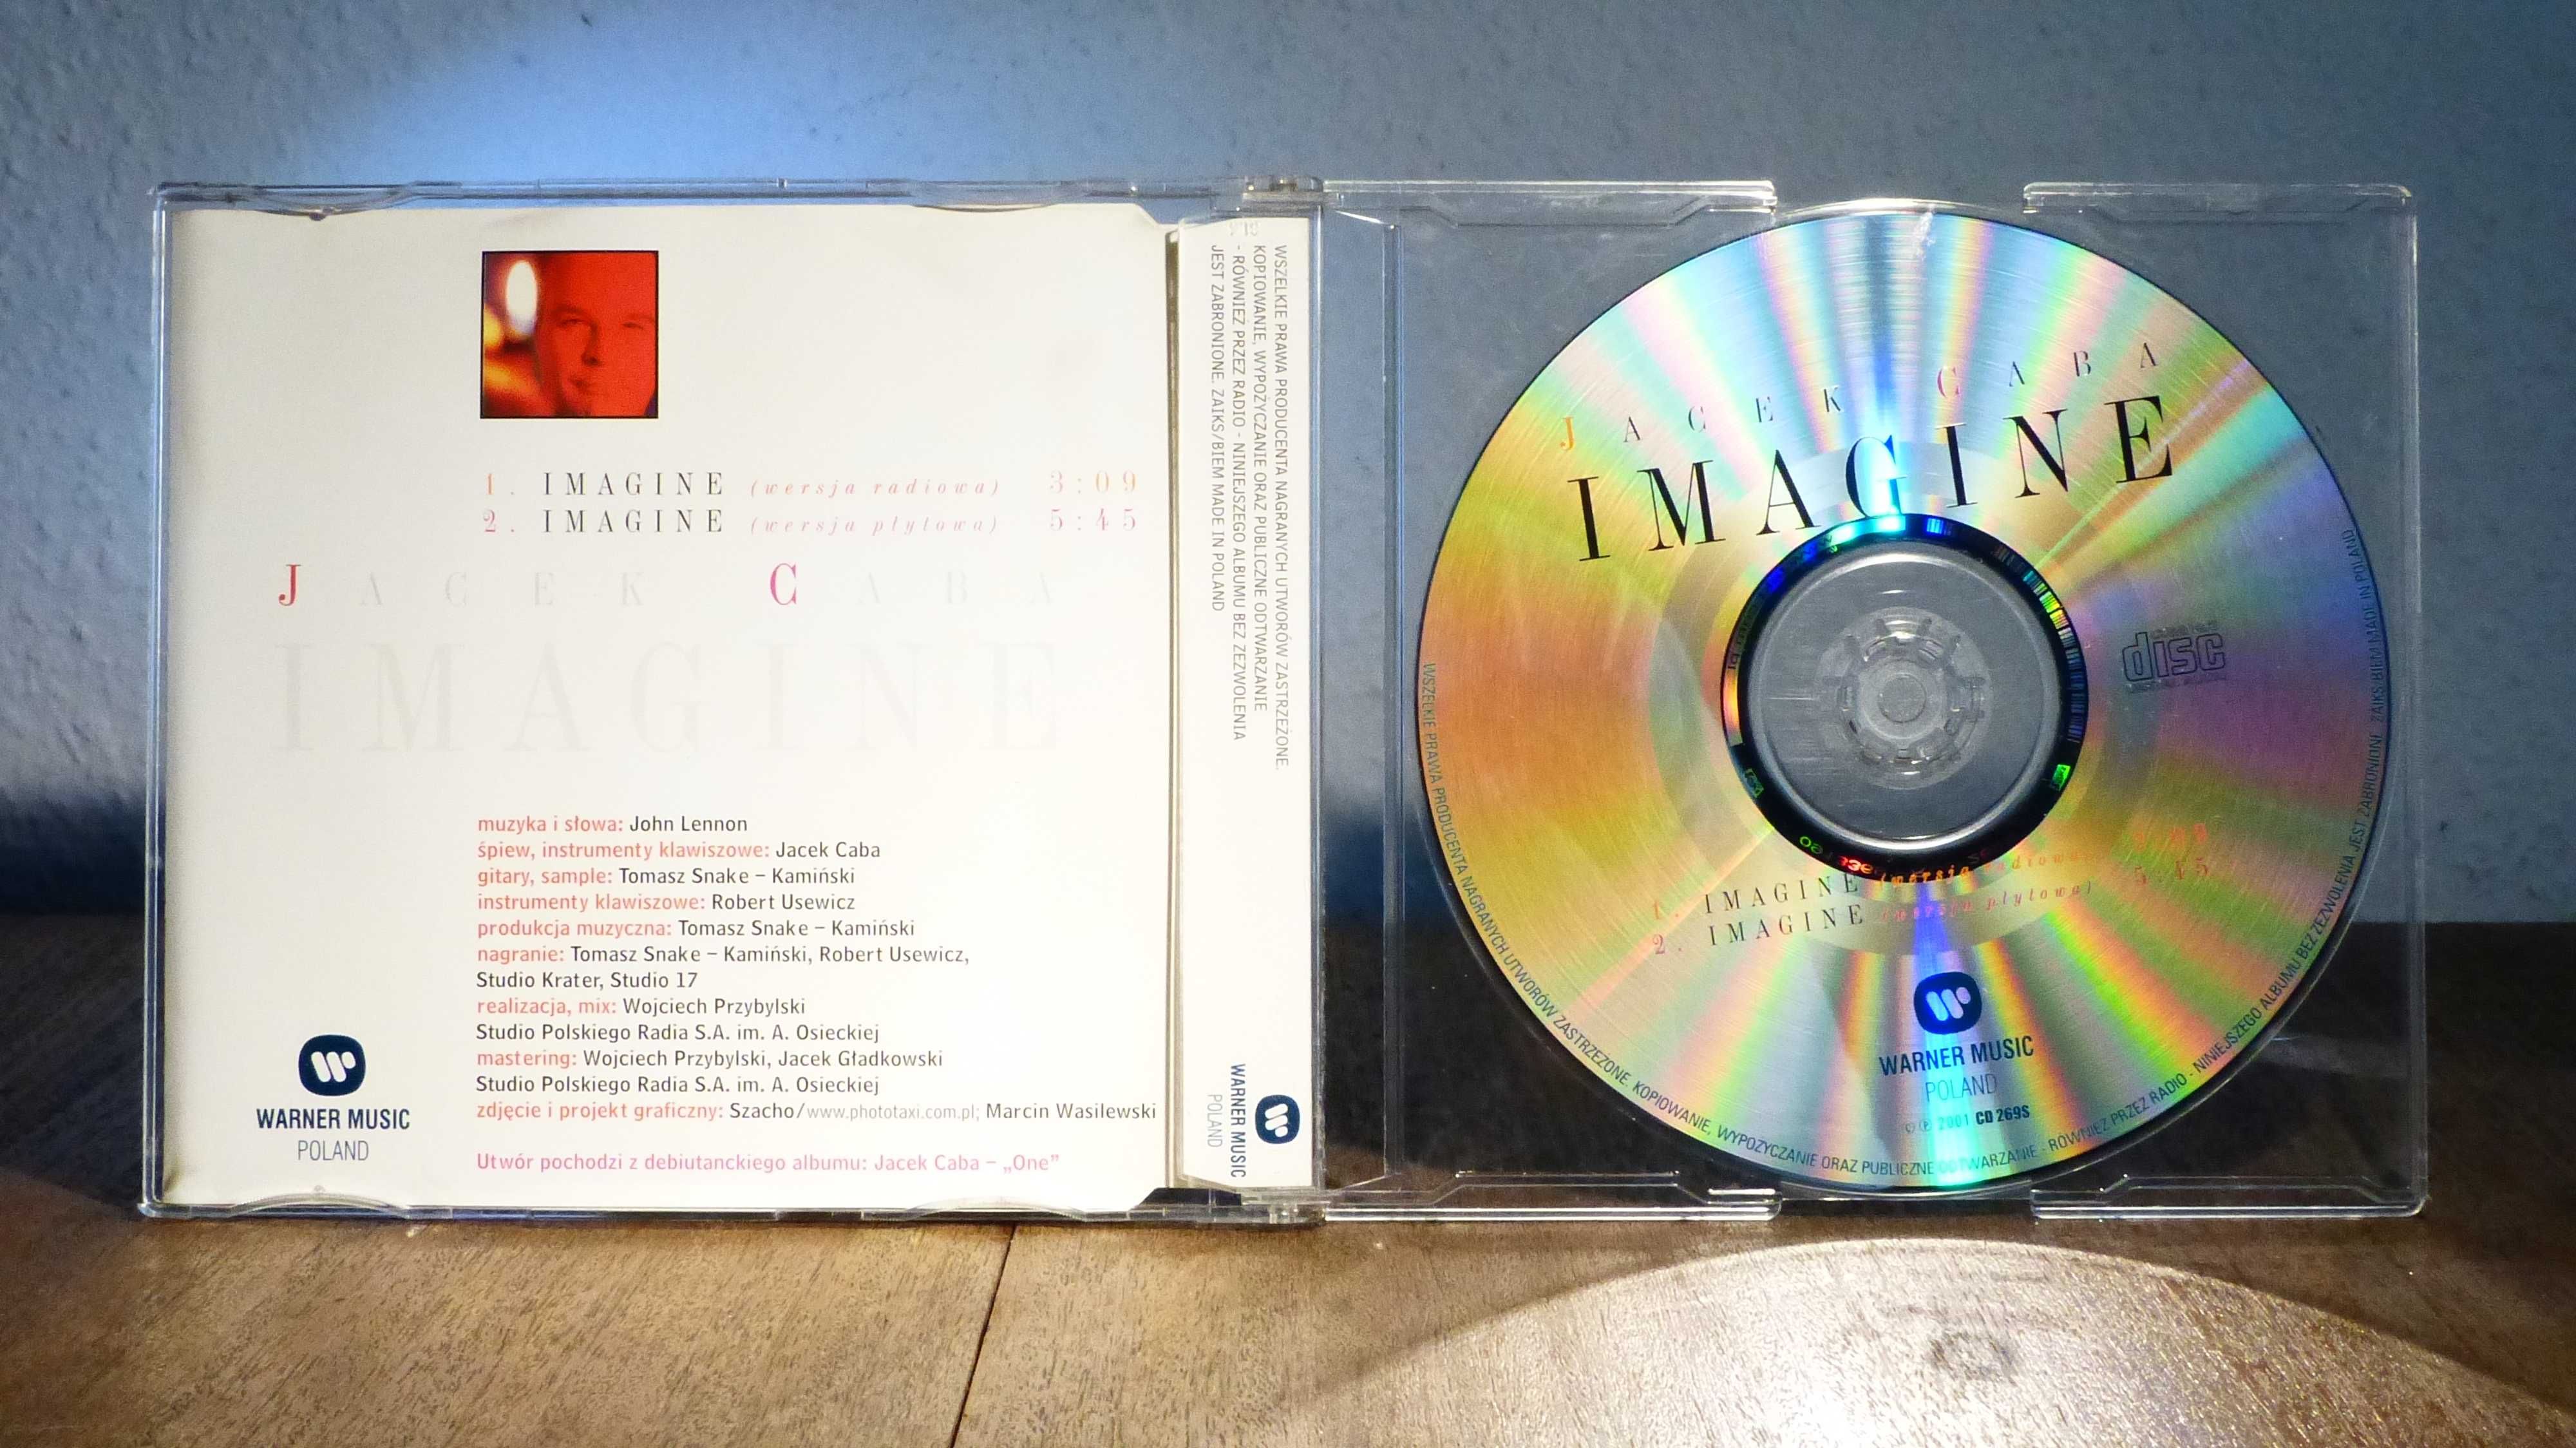 1. IMAGINE (wersja radiowa) 3:09
2. IMAGINE (wersja płytowa) 5:45
JACEK CABA
IMAGINE
muzyka i słowa: John Lennon
śpiew, instrumenty klawiszowe: Jacek Caba
gitary, sample: Tomasz Snake – Kamiński
instrumenty klawiszowe: Robert Usewicz
produkcja muzyczna: Tomasz Snake – Kamiński
nagranie: Tomasz Snake – Kamiński, Robert Usewicz,
Studio Krater, Studio 17
realizacja, mix: Wojciech Przybylski
Studio Polskiego Radia S.A. im. A. Osieckiej
mastering: Wojciech Przybylski, Jacek Gładkowski
Studio Polskiego Radia S.A. im. A. Osieckiej
zdjęcie i projekt graficzny: Szacho/www.phototaxi.com.pl; Marcin Wasilewski
Utwór pochodzi z debiutanckiego albumu: Jacek Caba – „One”
WARNER MUSIC
POLAND
WSZELKIE PRAWA PRODUCENTA NAGRANYCH UTWORÓW ZASTRZEŻONE.
KOPIOWANIE, WYPOŻYCZANIE ORAZ PUBLICZNE ODTWARZANIE
- RÓWNIEŻ PRZEZ RADIO - NINIEJSZEGO ALBUMU BEZ ZEZWOLENIA
JEST ZABRONIONE. ZAIKS/BIEM MADE IN POLAND
WARNER MUSIC
POLAND
JACEK CABA
IMAGINE
disc
1. IMAGINE (wersja radiowa) 3:09
2. IMAGINE (wersja płytowa) 5:45
WARNER MUSIC
POLAND
© ℗ 2001 CD 269S
WSZELKIE PRAWA PRODUCENTA NAGRANYCH UTWORÓW ZASTRZEŻONE. KOPIOWANIE, WYPOŻYCZANIE ORAZ PUBLICZNE ODTWARZANIE - RÓWNIEŻ PRZEZ RADIO - NINIEJSZEGO ALBUMU BEZ ZEZWOLENIA JEST ZABRONIONE. ZAIKS BIEM MADE IN POLAND